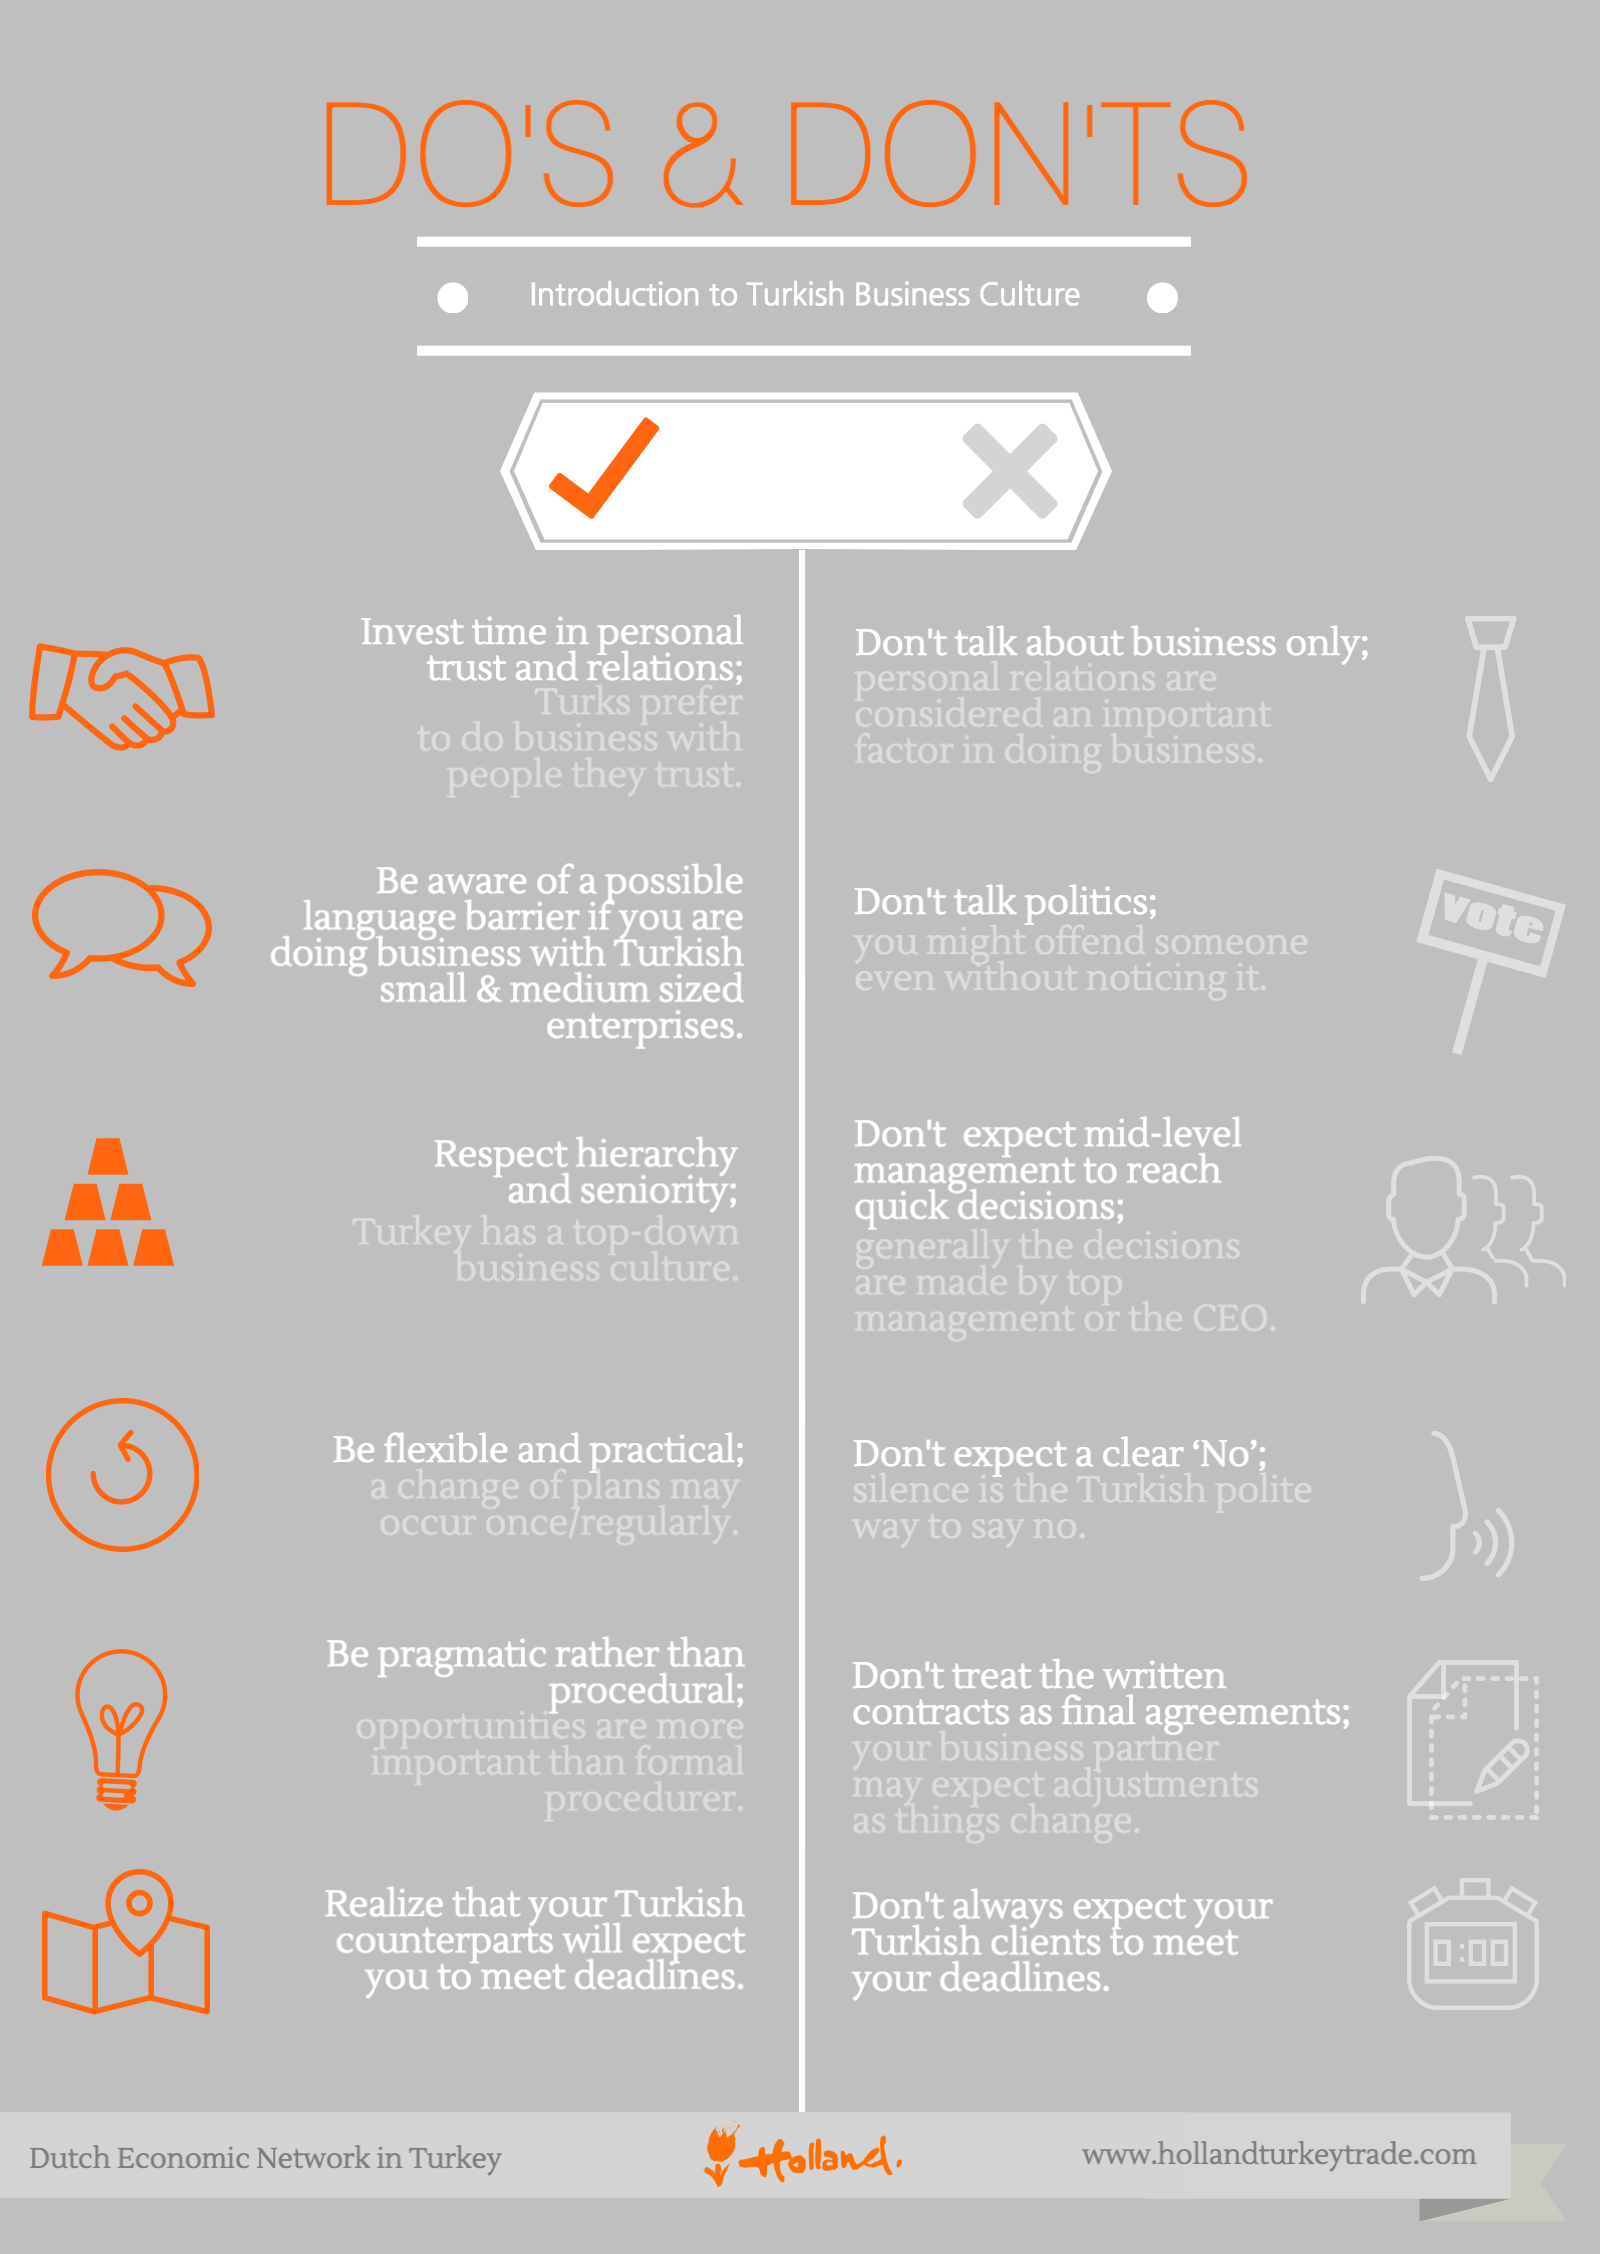 DO'S & DON'TS
Introduction to Turkish Business Culture
Invest time in personal
trust and relations;
Turks prefer
to do business with
people they trust.
Be aware of a possible
language barrier if you are
doing business with Turkish
small & medium sized
enterprises.
Respect hierarchy
and seniority;
Turkey has a top-down
business culture.
Be flexible and practical;
a change of plans may
occur once/regularly.
Be pragmatic rather than
procedural;
opportunities are more
important than formal
procedurer.
Realize that your Turkish
counterparts will expect
you to meet deadlines.
Don't talk about business only;
personal relations are
considered an important
factor in doing business.
Don't talk politics;
you might offend someone
even without noticing it.
vote
Don't expect mid-level
management to reach
quick decisions;
generally the decisions
are made by top
management or the CEO.
Don't expect a clear ‘No’;
silence is the Turkish polite
way to say no.
Don't treat the written
contracts as final agreements;
your business partner
may expect adjustments
as things change.
Don't always expect your
Turkish clients to meet
your deadlines.
0:00
Dutch Economic Network in Turkey
Holland.
www.hollandturkeytrade.com